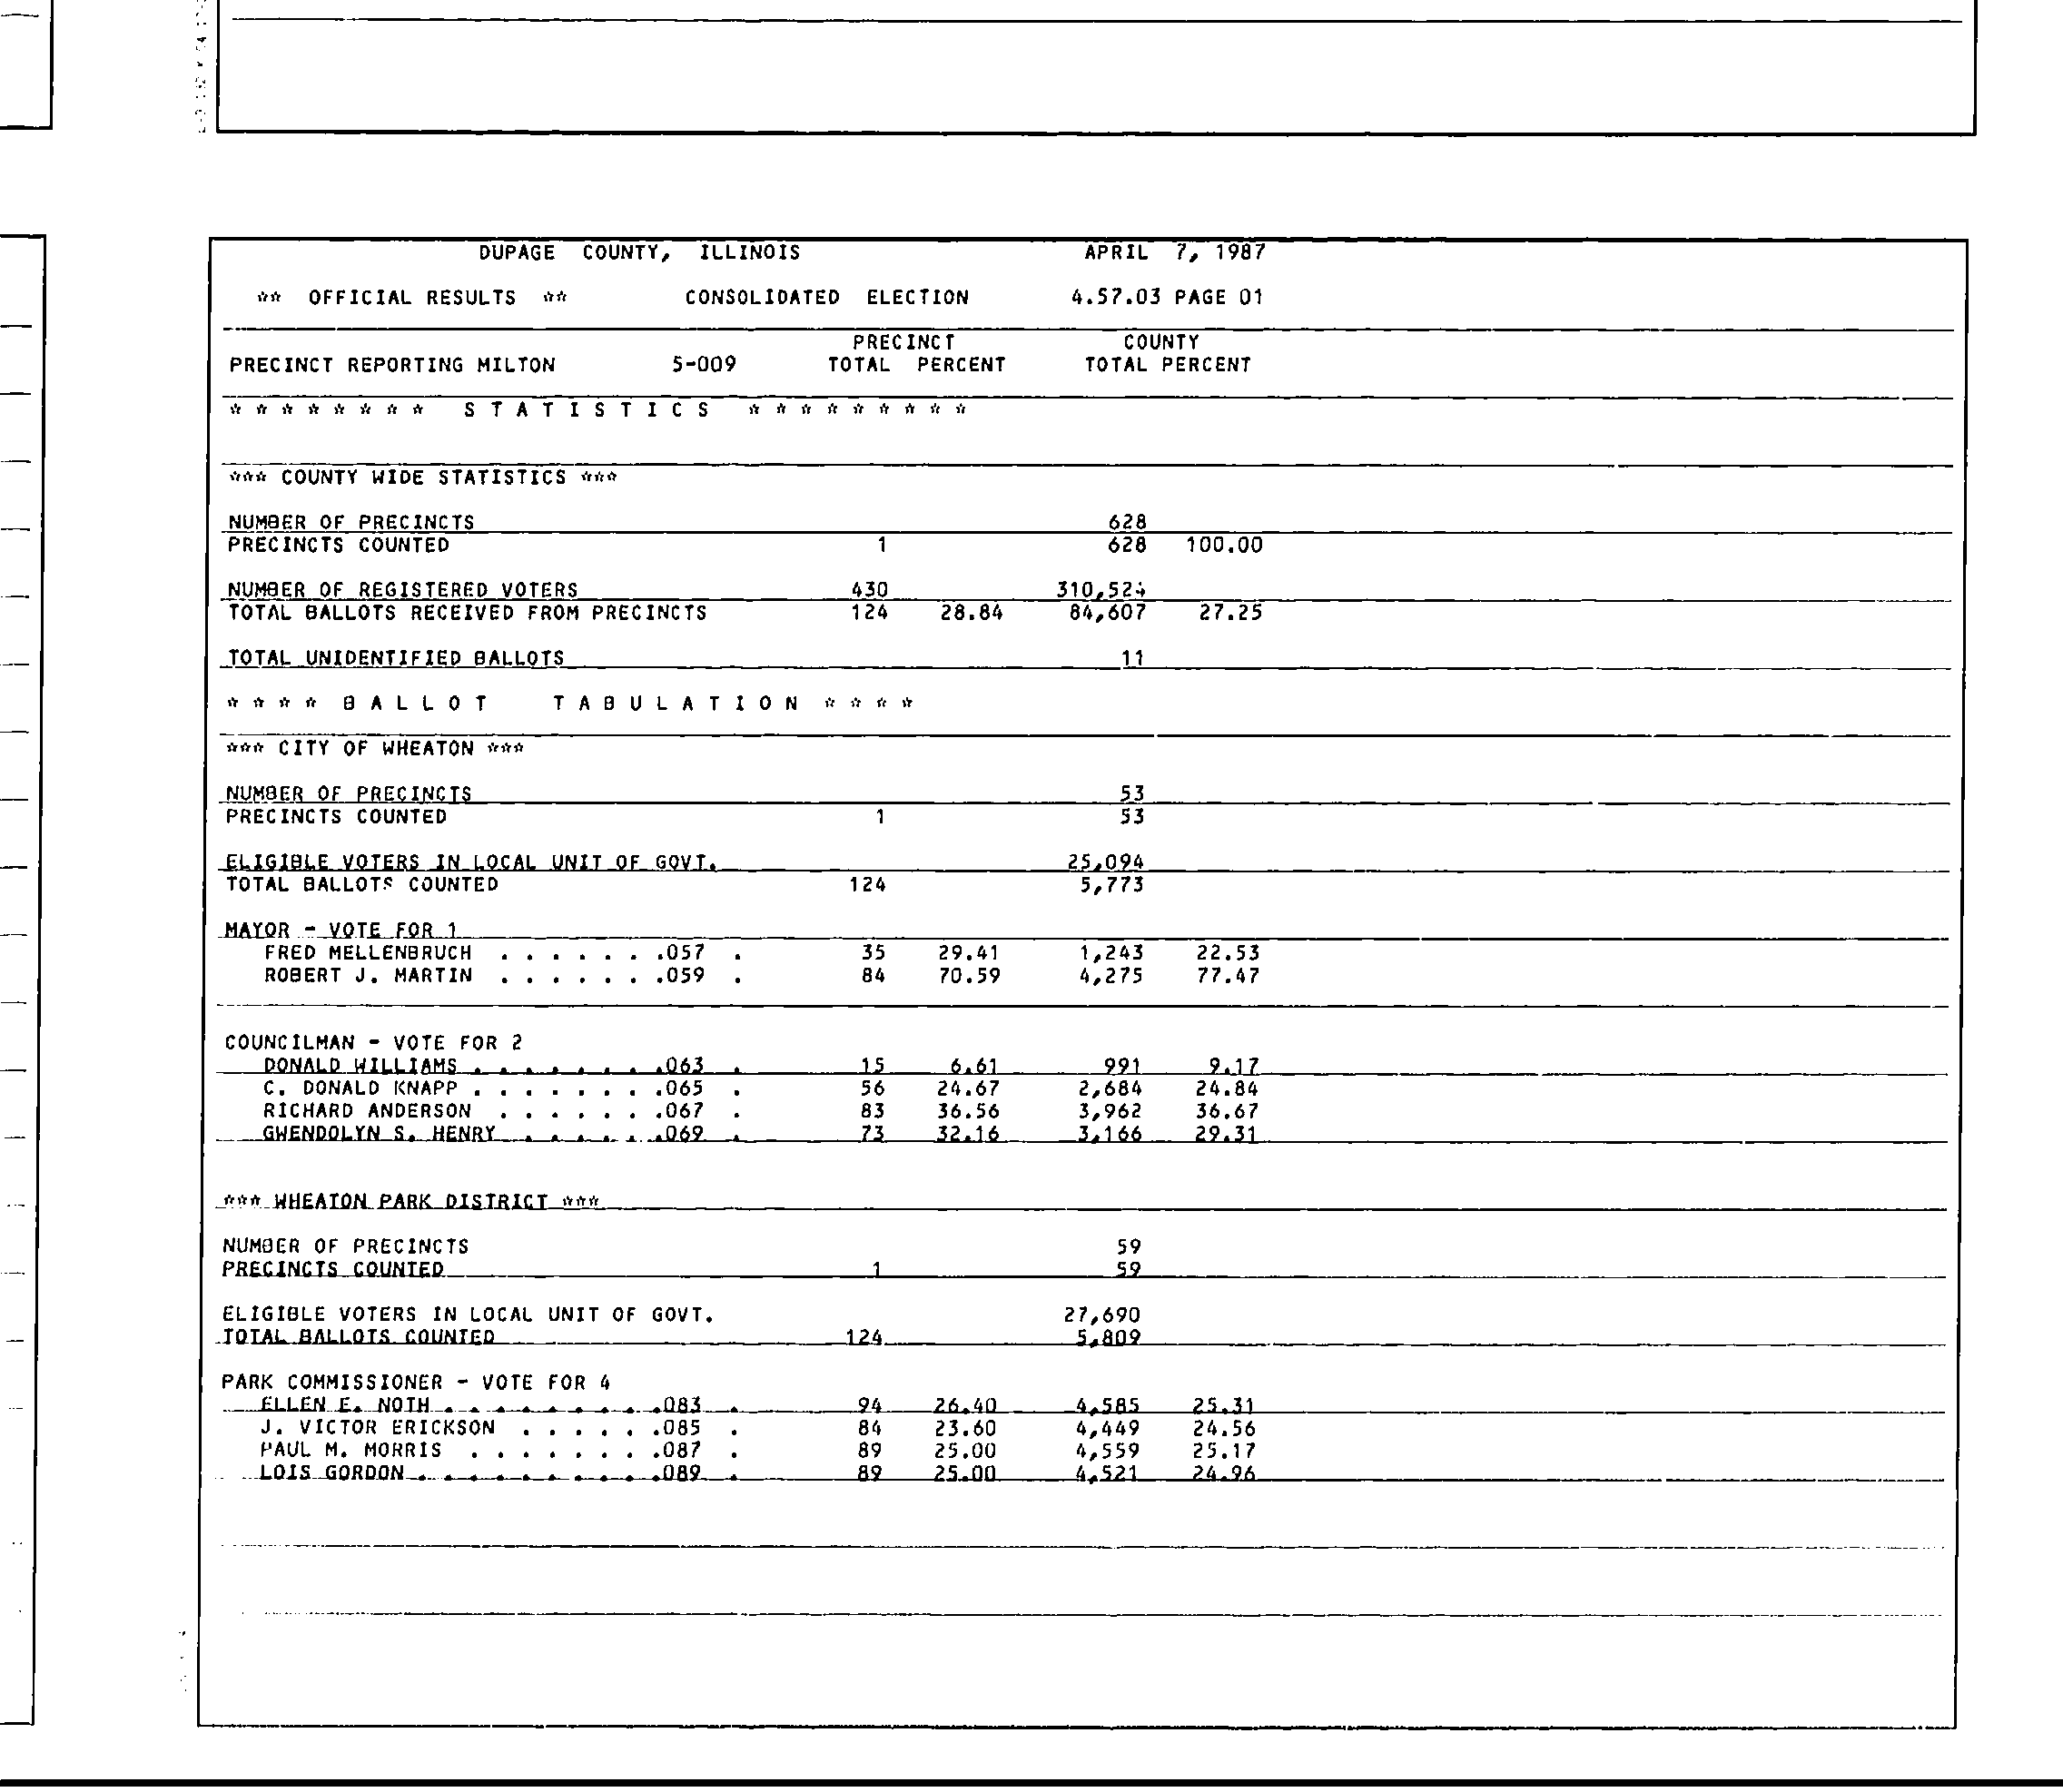 DUPAGE COUNTY, ILLINOIS APRIL 7, 1987
** OFFICIAL RESULTS ** CONSOLIDATED ELECTION 4.57.03 PAGE 01
PRECINCT COUNTY
PRECINCT REPORTING MILTON 5-009 TOTAL PERCENT TOTAL PERCENT
* * * * * * * * S T A T I S T I C S * * * * * * * * *
*** COUNTY WIDE STATISTICS ***
NUMBER OF PRECINCTS 628
PRECINCTS COUNTED 1 628 100.00
NUMBER OF REGISTERED VOTERS 430 310,524
TOTAL BALLOTS RECEIVED FROM PRECINCTS 124 28.84 84,607 27.25
TOTAL UNIDENTIFIED BALLOTS 11
* * * * B A L L O T T A B U L A T I O N * * * *
*** CITY OF WHEATON ***
NUMBER OF PRECINCTS 53
PRECINCTS COUNTED 1 53
ELIGIBLE VOTERS IN LOCAL UNIT OF GOVT. 25,094
TOTAL BALLOTS COUNTED 124 5,773
MAYOR - VOTE FOR 1
FRED MELLENBRUCH . . . . . . .057 . 35 29.41 1,243 22.53
ROBERT J. MARTIN . . . . . . .059 . 84 70.59 4,275 77.47
COUNCILMAN - VOTE FOR 2
DONALD WILLIAMS . . . . . . . .063 . 15 6.61 991 9.17
C. DONALD KNAPP . . . . . . . .065 . 56 24.67 2,684 24.84
RICHARD ANDERSON . . . . . . .067 . 83 36.56 3,962 36.67
GWENDOLYN S. HENRY . . . . . .069 . 73 32.16 3,166 29.31
*** WHEATON PARK DISTRICT ***
NUMBER OF PRECINCTS 59
PRECINCTS COUNTED 1 59
ELIGIBLE VOTERS IN LOCAL UNIT OF GOVT. 27,690
TOTAL BALLOTS COUNTED 124 5,809
PARK COMMISSIONER - VOTE FOR 4
ELLEN E. NOTH . . . . . . . . .083 . 94 26.40 4,585 25.31
J. VICTOR ERICKSON . . . . . .085 . 84 23.60 4,449 24.56
PAUL M. MORRIS . . . . . . . .087 . 89 25.00 4,559 25.17
LOIS GORDON . . . . . . . . . .089 . 89 25.00 4,521 24.96